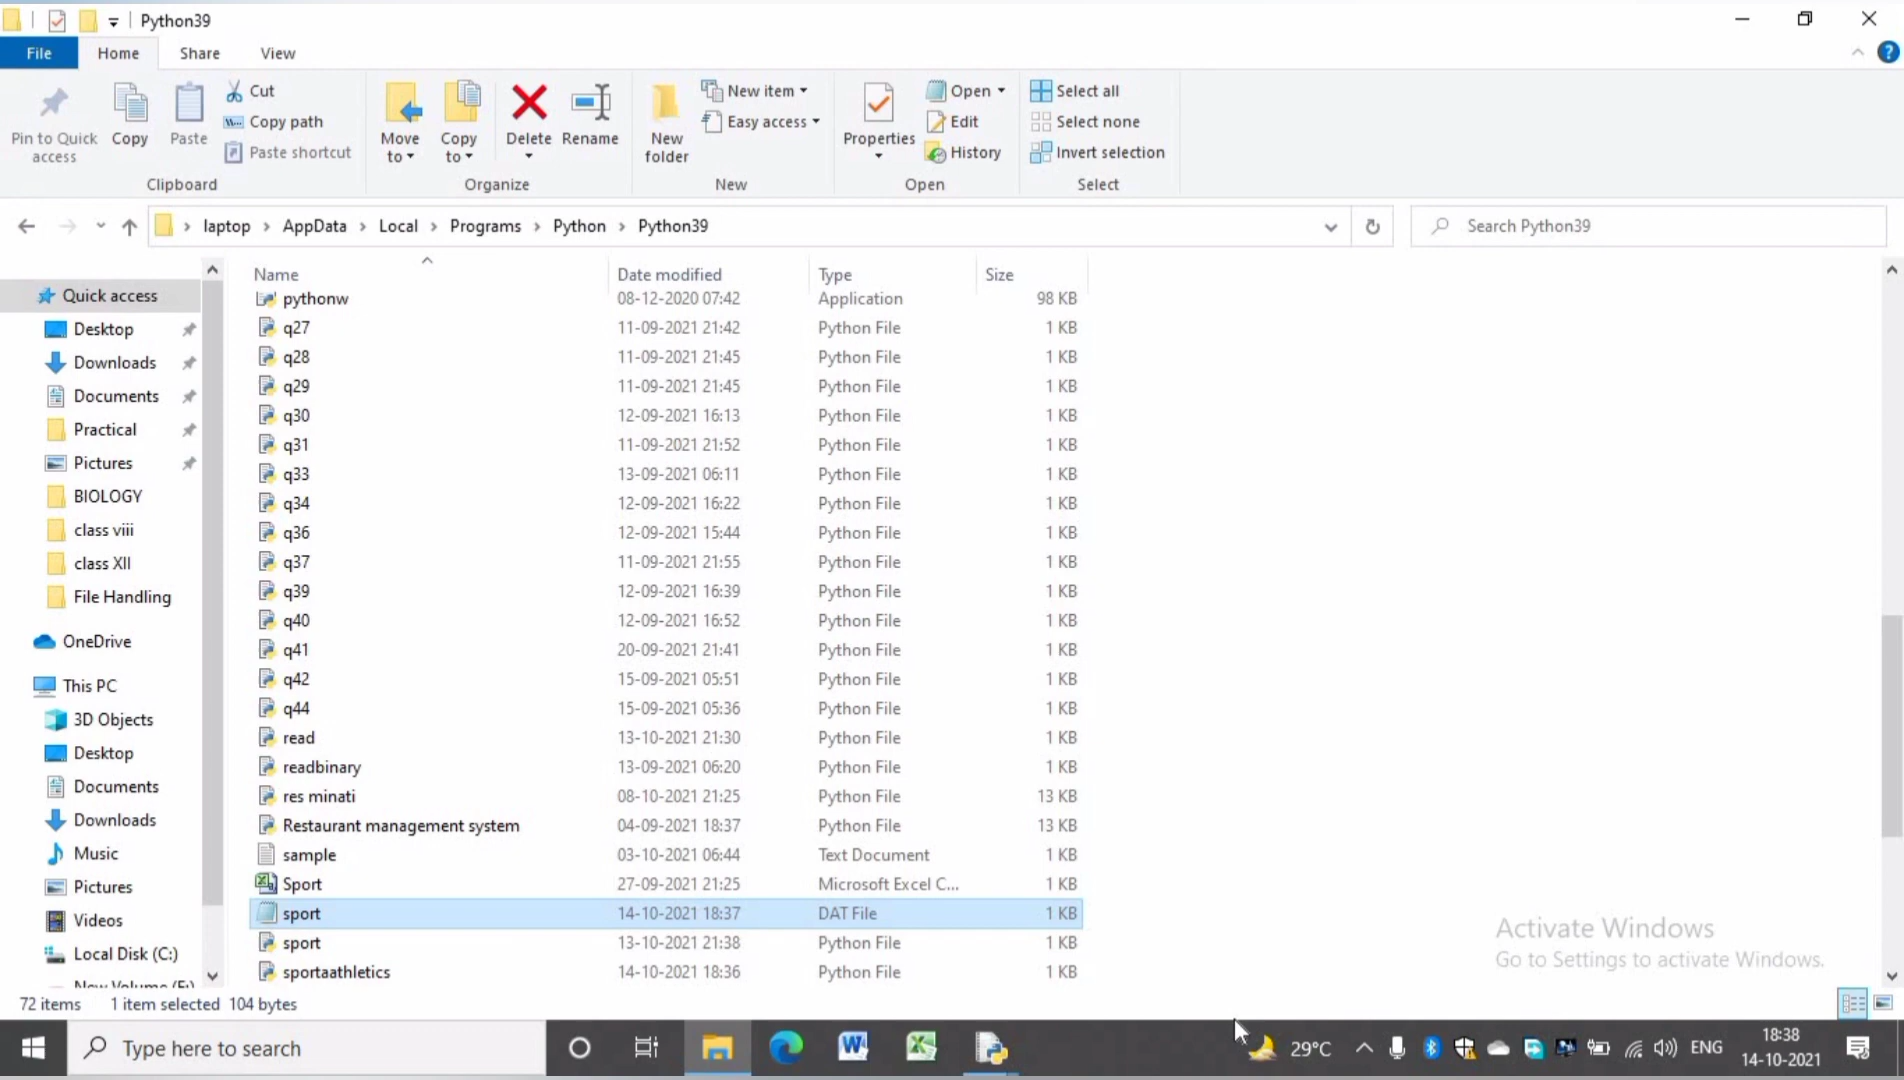 Python39
File Home Share View
Pin to Quick access
Copy
Paste
Cut
Copy path
Paste shortcut
Clipboard
Move to
Copy to
Delete
Rename
Organize
New folder
New item
Easy access
New
Properties
Open
Edit
History
Open
Select all
Select none
Invert selection
Select
laptop > AppData > Local > Programs > Python > Python39
Search Python39
Quick access
Desktop
Downloads
Documents
Practical
Pictures
BIOLOGY
class viii
class XII
File Handling
OneDrive
This PC
3D Objects
Desktop
Documents
Downloads
Music
Pictures
Videos
Local Disk (C:)
New Volume (E:)
Name Date modified Type Size
pythonw 08-12-2020 07:42 Application 98 KB
q27 11-09-2021 21:42 Python File 1 KB
q28 11-09-2021 21:45 Python File 1 KB
q29 11-09-2021 21:45 Python File 1 KB
q30 12-09-2021 16:13 Python File 1 KB
q31 11-09-2021 21:52 Python File 1 KB
q33 13-09-2021 06:11 Python File 1 KB
q34 12-09-2021 16:22 Python File 1 KB
q36 12-09-2021 15:44 Python File 1 KB
q37 11-09-2021 21:55 Python File 1 KB
q39 12-09-2021 16:39 Python File 1 KB
q40 12-09-2021 16:52 Python File 1 KB
q41 20-09-2021 21:41 Python File 1 KB
q42 15-09-2021 05:51 Python File 1 KB
q44 15-09-2021 05:36 Python File 1 KB
read 13-10-2021 21:30 Python File 1 KB
readbinary 13-09-2021 06:20 Python File 1 KB
res minati 08-10-2021 21:25 Python File 13 KB
Restaurant management system 04-09-2021 18:37 Python File 13 KB
sample 03-10-2021 06:44 Text Document 1 KB
Sport 27-09-2021 21:25 Microsoft Excel C... 1 KB
sport 14-10-2021 18:37 DAT File 1 KB
sport 13-10-2021 21:38 Python File 1 KB
sportaathletics 14-10-2021 18:36 Python File 1 KB
Activate Windows
Go to Settings to activate Windows.
72 items 1 item selected 104 bytes
Type here to search
29°C
ENG
18:38
14-10-2021